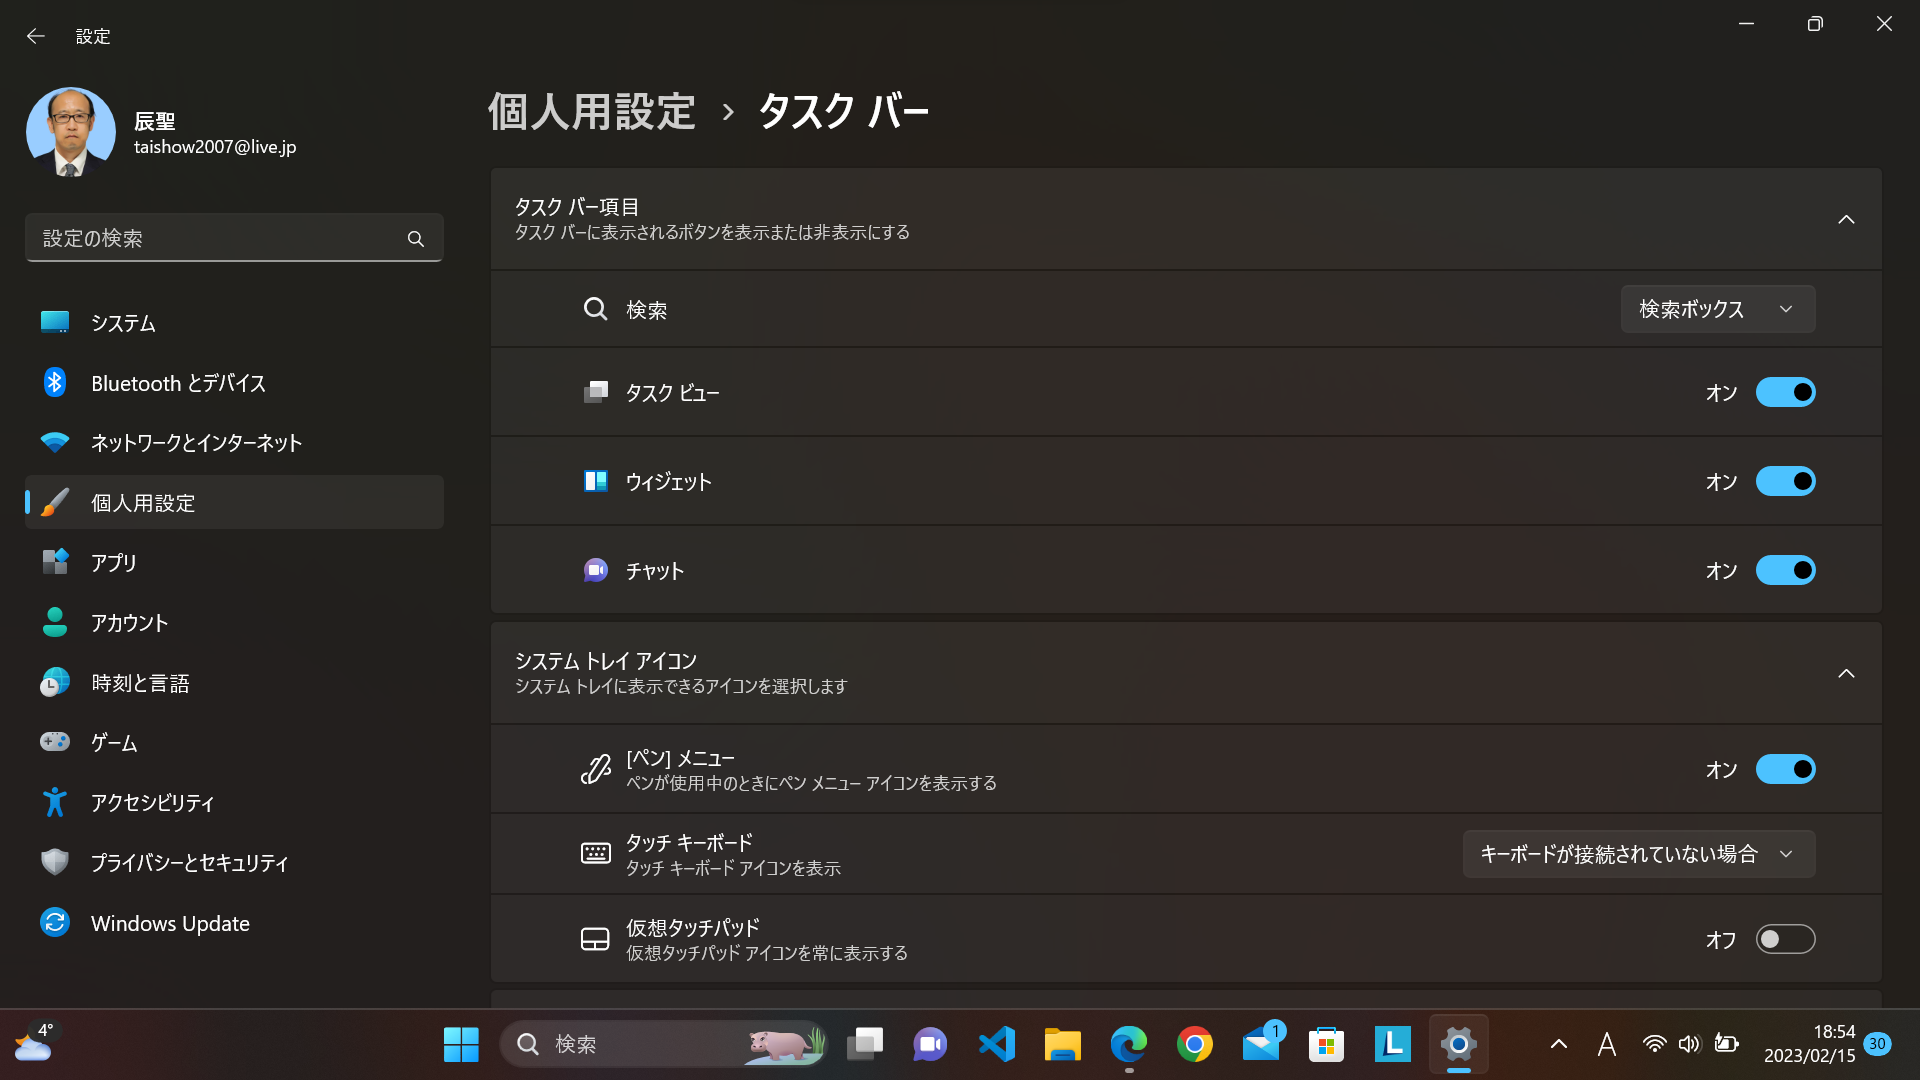 設定
辰聖
taishow2007@live.jp
設定の検索
システム
Bluetooth とデバイス
ネットワークとインターネット
個人用設定
アプリ
アカウント
時刻と言語
ゲーム
アクセシビリティ
プライバシーとセキュリティ
Windows Update
個人用設定 › タスク バー
タスク バー項目
タスク バーに表示されるボタンを表示または非表示にする
検索
検索ボックス
タスク ビュー
オン
ウィジェット
オン
チャット
オン
システム トレイ アイコン
システム トレイに表示できるアイコンを選択します
[ペン] メニュー
ペンが使用中のときにペン メニュー アイコンを表示する
オン
タッチ キーボード
タッチ キーボード アイコンを表示
キーボードが接続されていない場合
仮想タッチパッド
仮想タッチパッド アイコンを常に表示する
オフ
4°
検索
1
L
A
18:54
2023/02/15
30